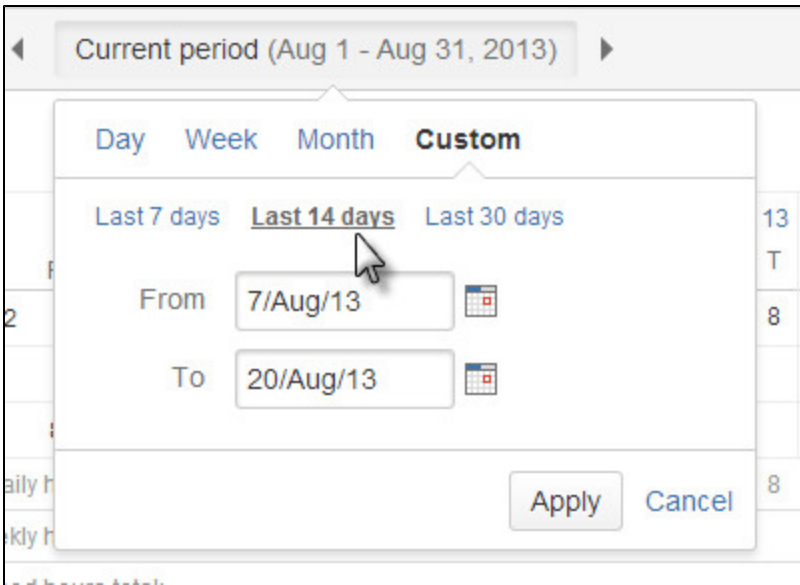 Current period (Aug 1 - Aug 31, 2013)
Day Week Month Custom
Last 7 days Last 14 days Last 30 days
13
T
From 7/Aug/13
2
8
To 20/Aug/13
8
Apply Cancel